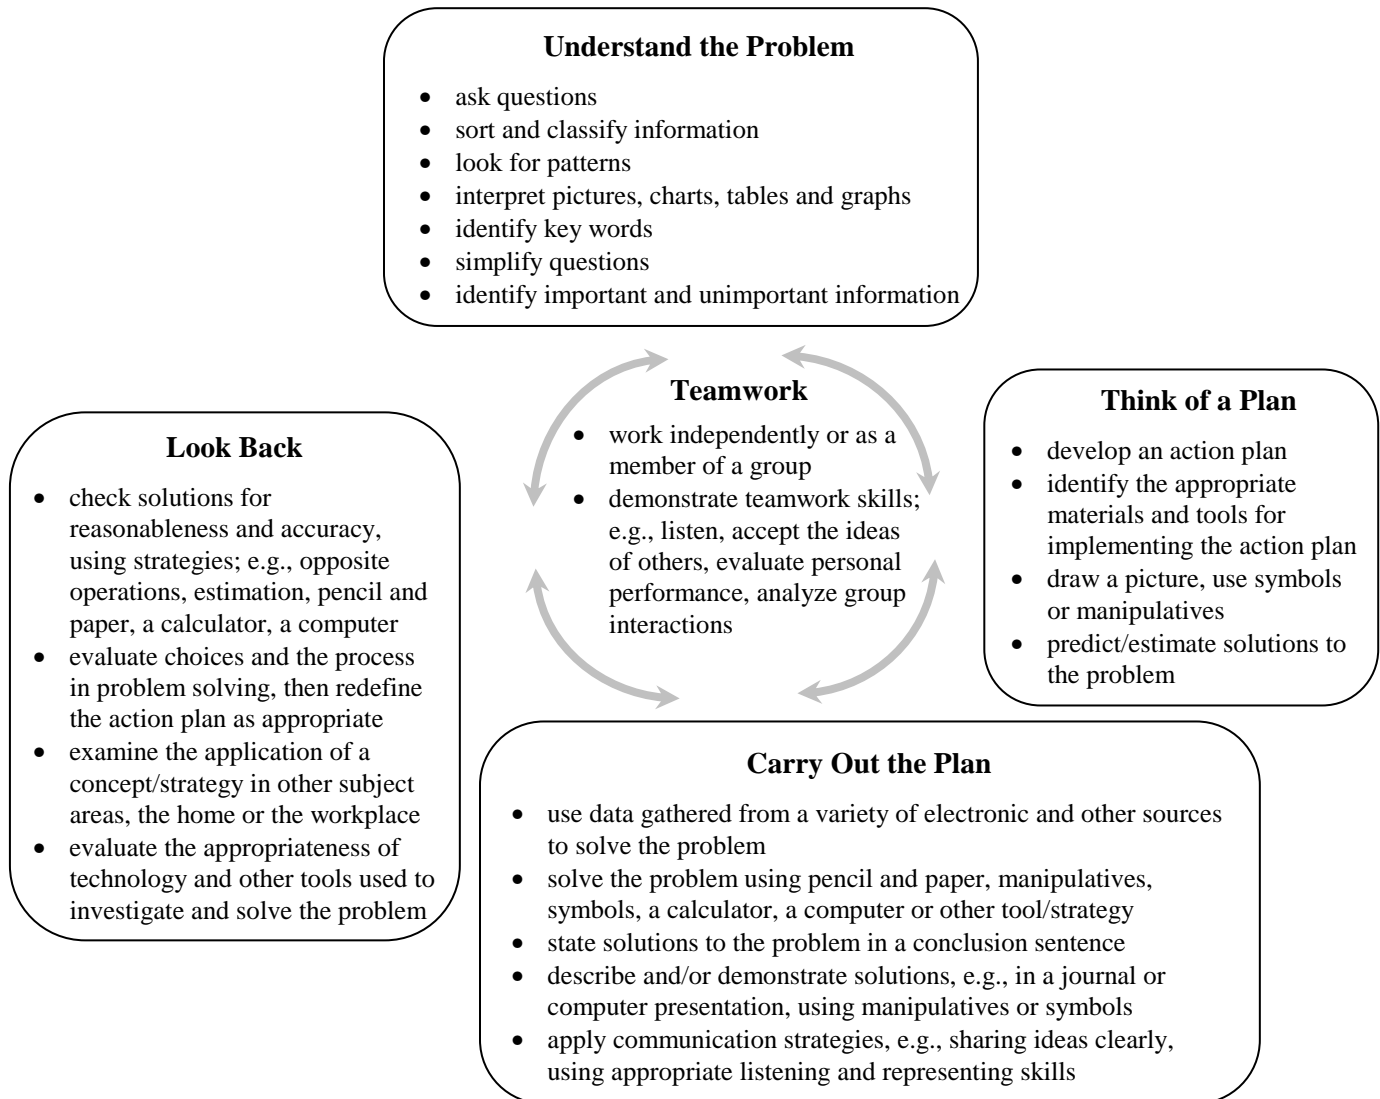 Understand the Problem
• ask questions
• sort and classify information
• look for patterns
• interpret pictures, charts, tables and graphs
• identify key words
• simplify questions
• identify important and unimportant information
Teamwork
• work independently or as a
member of a group
• demonstrate teamwork skills;
e.g., listen, accept the ideas
of others, evaluate personal
performance, analyze group
interactions
Think of a Plan
• develop an action plan
• identify the appropriate
materials and tools for
implementing the action plan
• draw a picture, use symbols
or manipulatives
• predict/estimate solutions to
the problem
Look Back
• check solutions for
reasonableness and accuracy,
using strategies; e.g., opposite
operations, estimation, pencil and
paper, a calculator, a computer
• evaluate choices and the process
in problem solving, then redefine
the action plan as appropriate
• examine the application of a
concept/strategy in other subject
areas, the home or the workplace
• evaluate the appropriateness of
technology and other tools used to
investigate and solve the problem
Carry Out the Plan
• use data gathered from a variety of electronic and other sources
to solve the problem
• solve the problem using pencil and paper, manipulatives,
symbols, a calculator, a computer or other tool/strategy
• state solutions to the problem in a conclusion sentence
• describe and/or demonstrate solutions, e.g., in a journal or
computer presentation, using manipulatives or symbols
• apply communication strategies, e.g., sharing ideas clearly,
using appropriate listening and representing skills